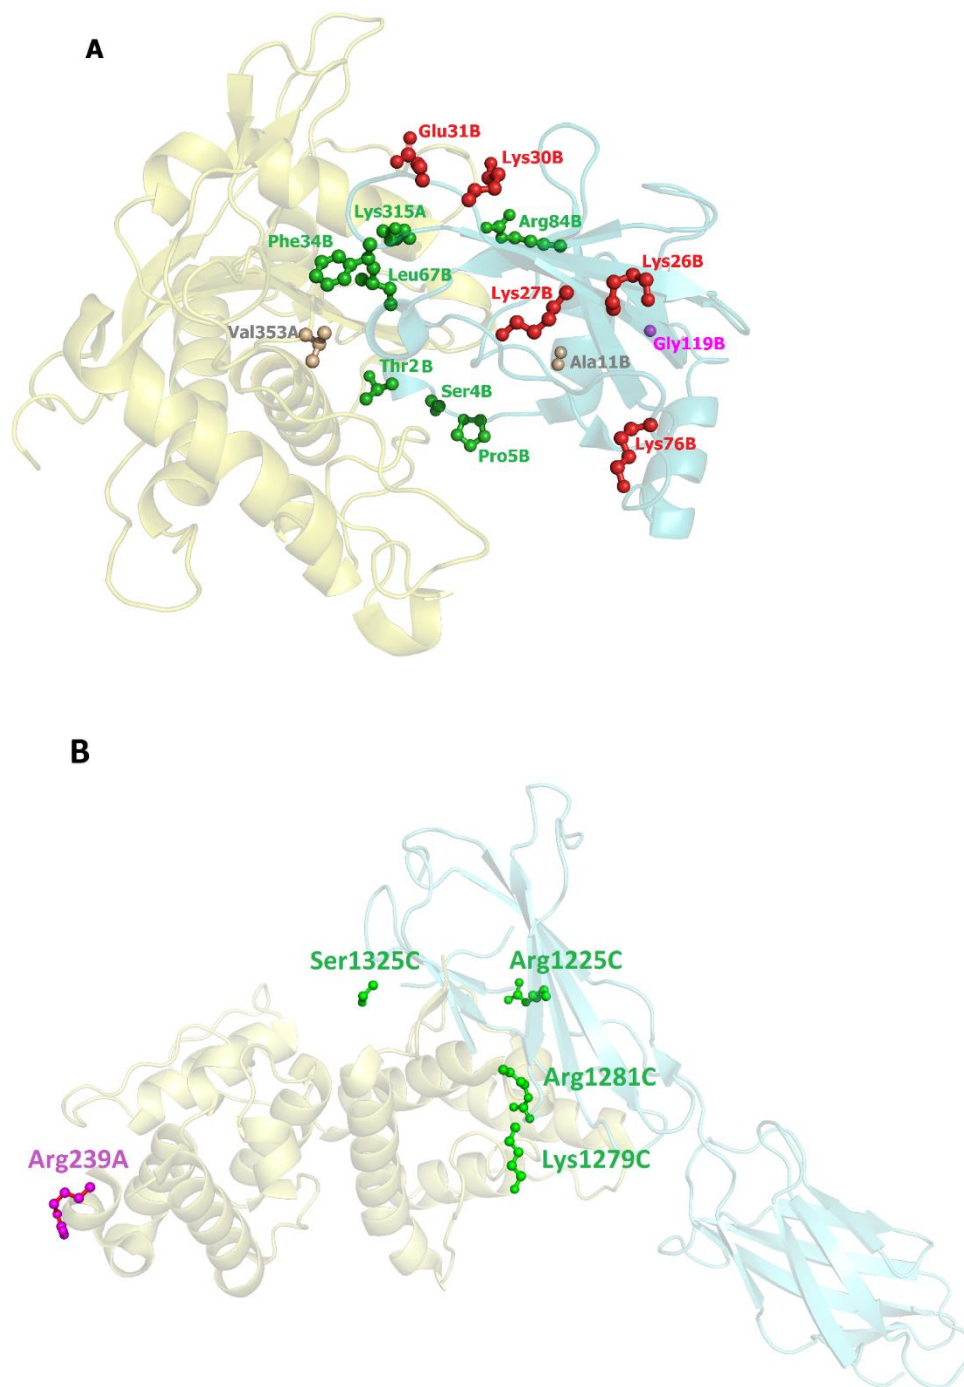 A
Glu31B
Lys30B
Lys315A
Arg84B
Phe34B
Leu67B
Lys26B
Lys27B
Val353A
Gly119B
Ala11B
Thr2B
Ser4B
Pro5B
Lys76B
B
Ser1325C
Arg1225C
Arg1281C
Arg239A
Lys1279C